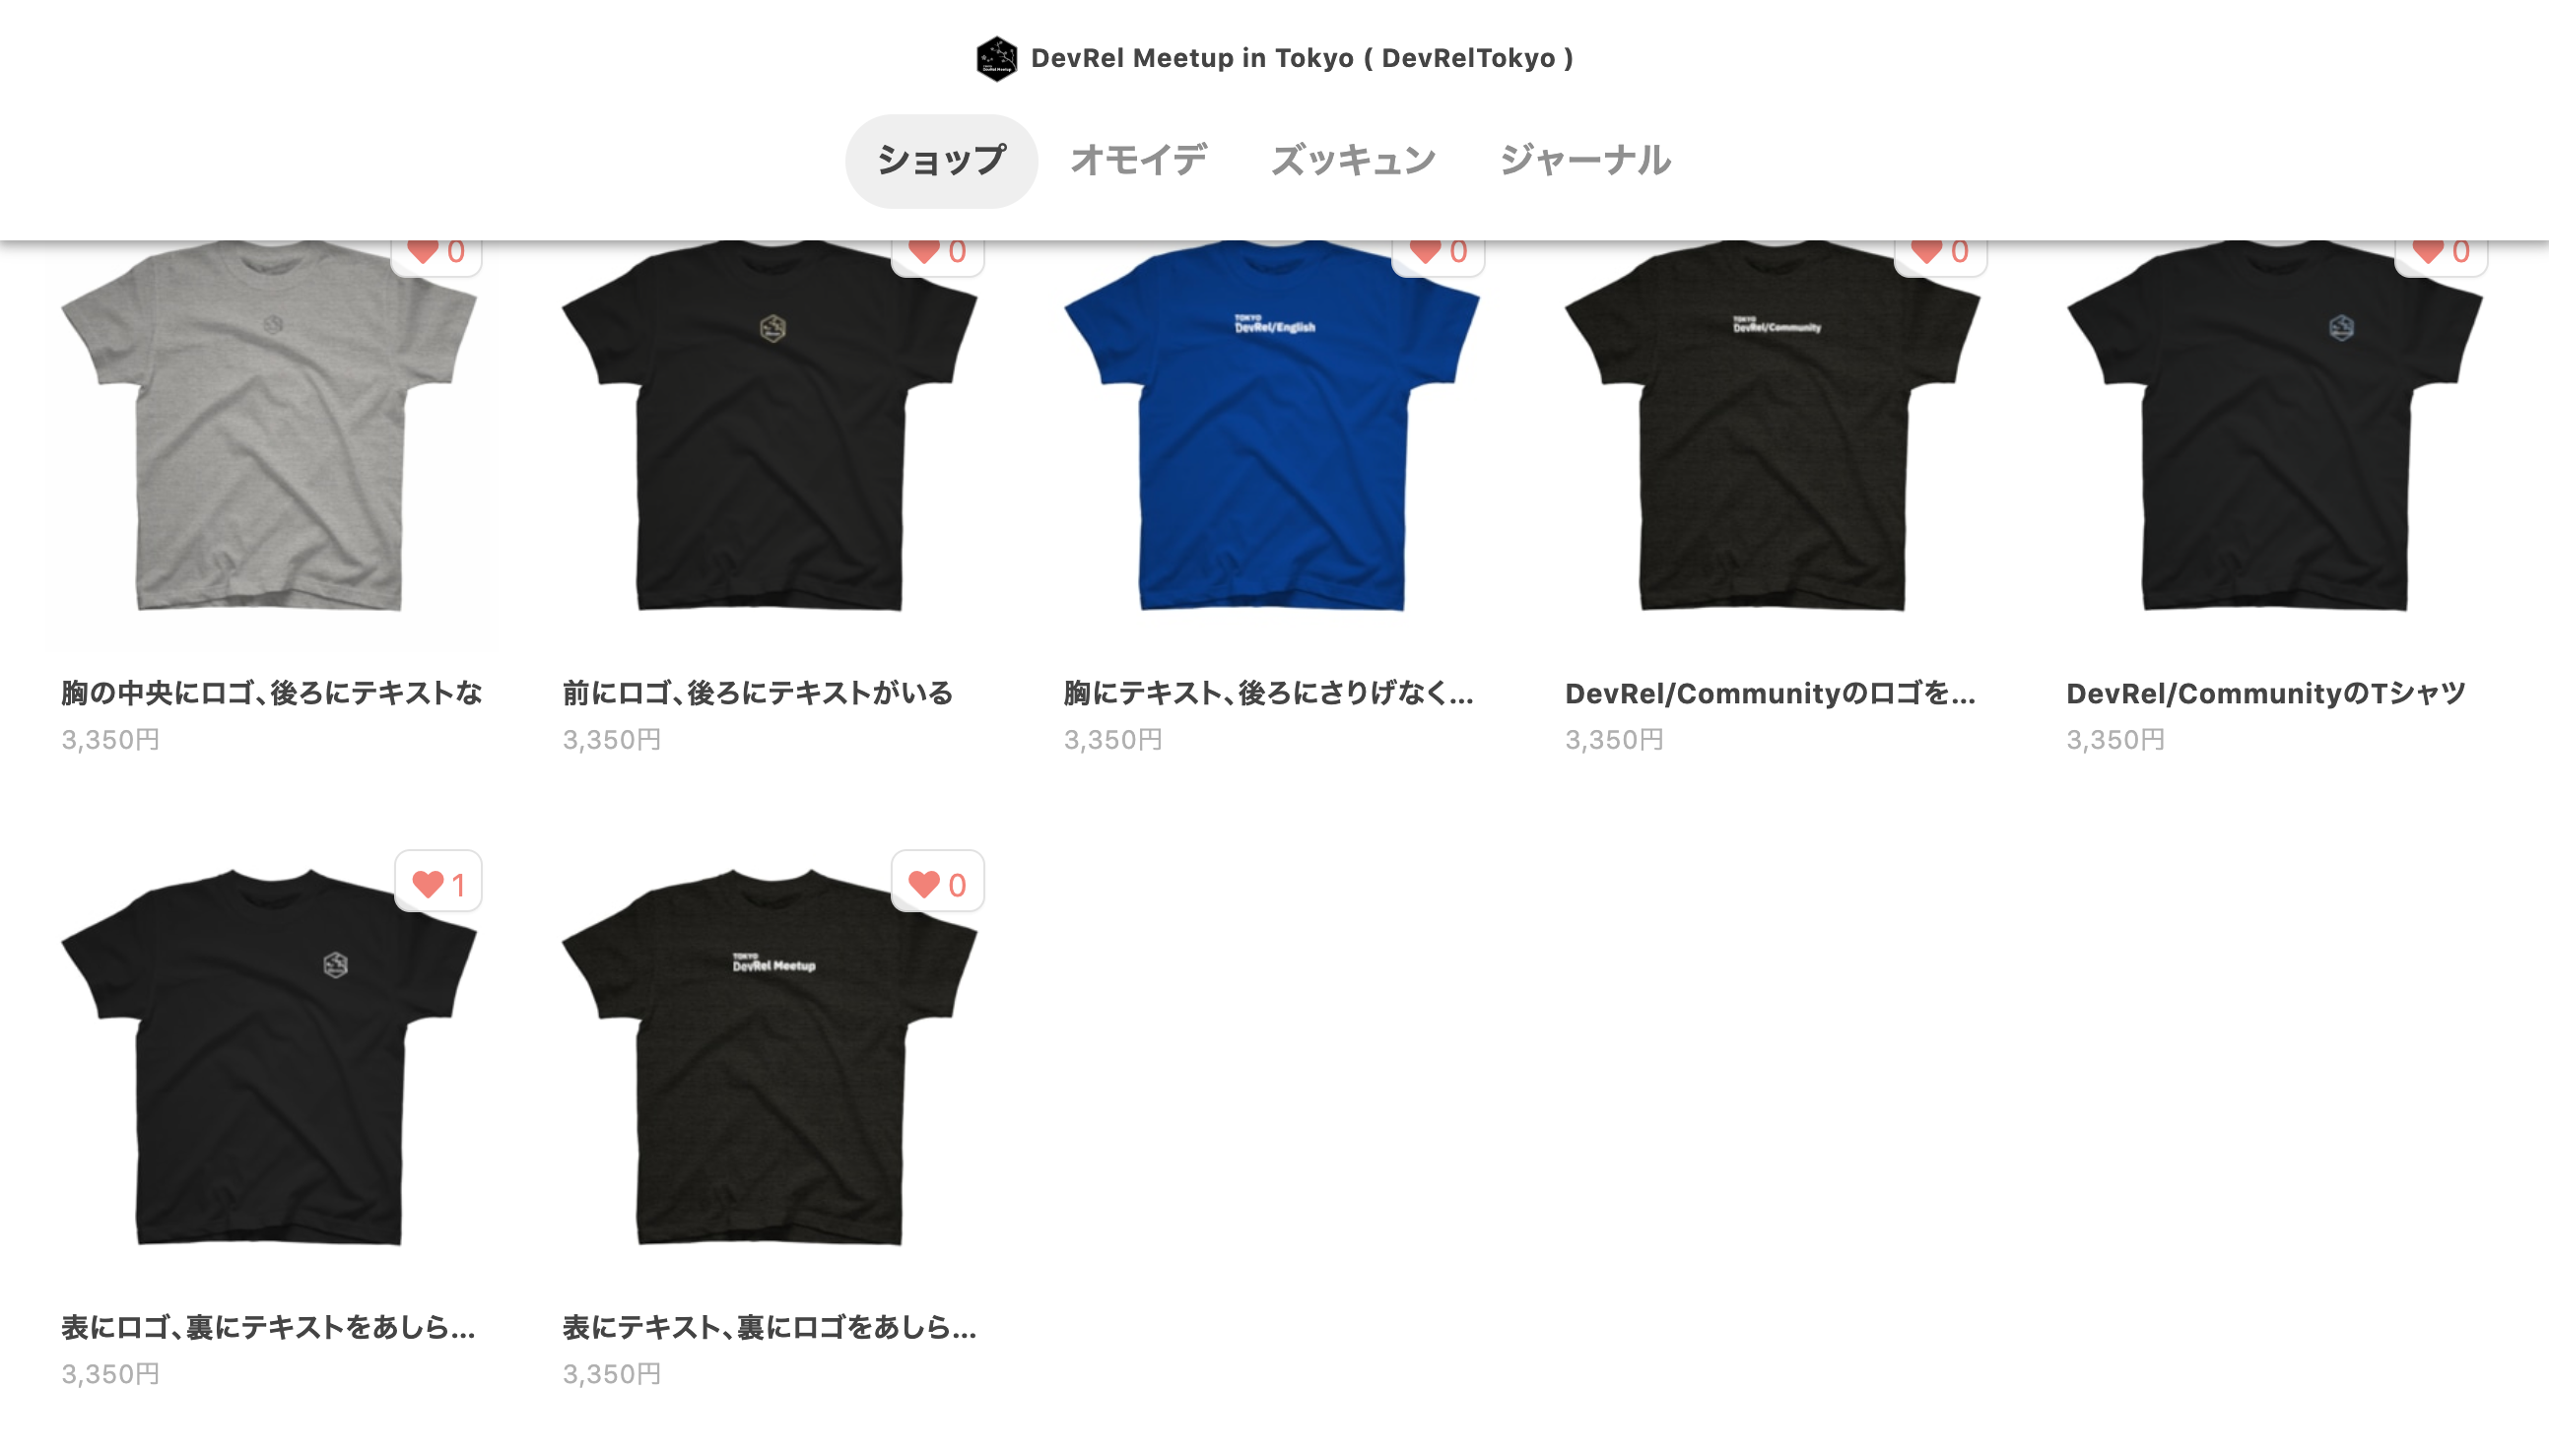 DevRel Meetup in Tokyo ( DevRelTokyo )
ショップ オモイデ ズッキュン ジャーナル
0 0 0 0 0
TOKYO
DevRel/English
TOKYO
DevRel/Community
胸の中央にロゴ、後ろにテキストな
3,350円
前にロゴ、後ろにテキストがいる
3,350円
胸にテキスト、後ろにさりげなく...
3,350円
DevRel/Communityのロゴを...
3,350円
DevRel/CommunityのTシャツ
3,350円
1
0
TOKYO
DevRel Meetup
表にロゴ、裏にテキストをあしら...
3,350円
表にテキスト、裏にロゴをあしら...
3,350円